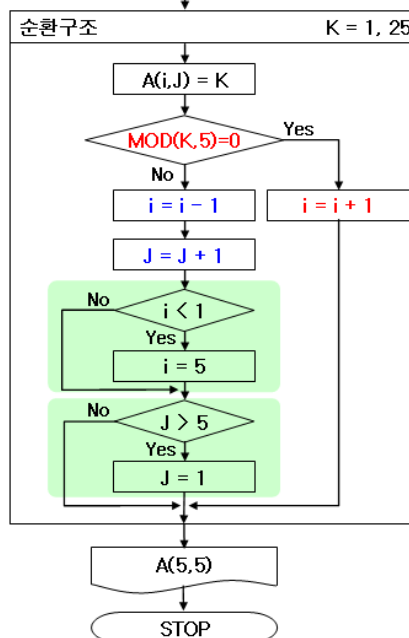 순환구조 K = 1, 25
A(i,J) = K
MOD(K,5)=0
Yes
No
i = i - 1
i = i + 1
J = J + 1
No
i < 1
Yes
i = 5
No
J > 5
Yes
J = 1
A(5,5)
STOP